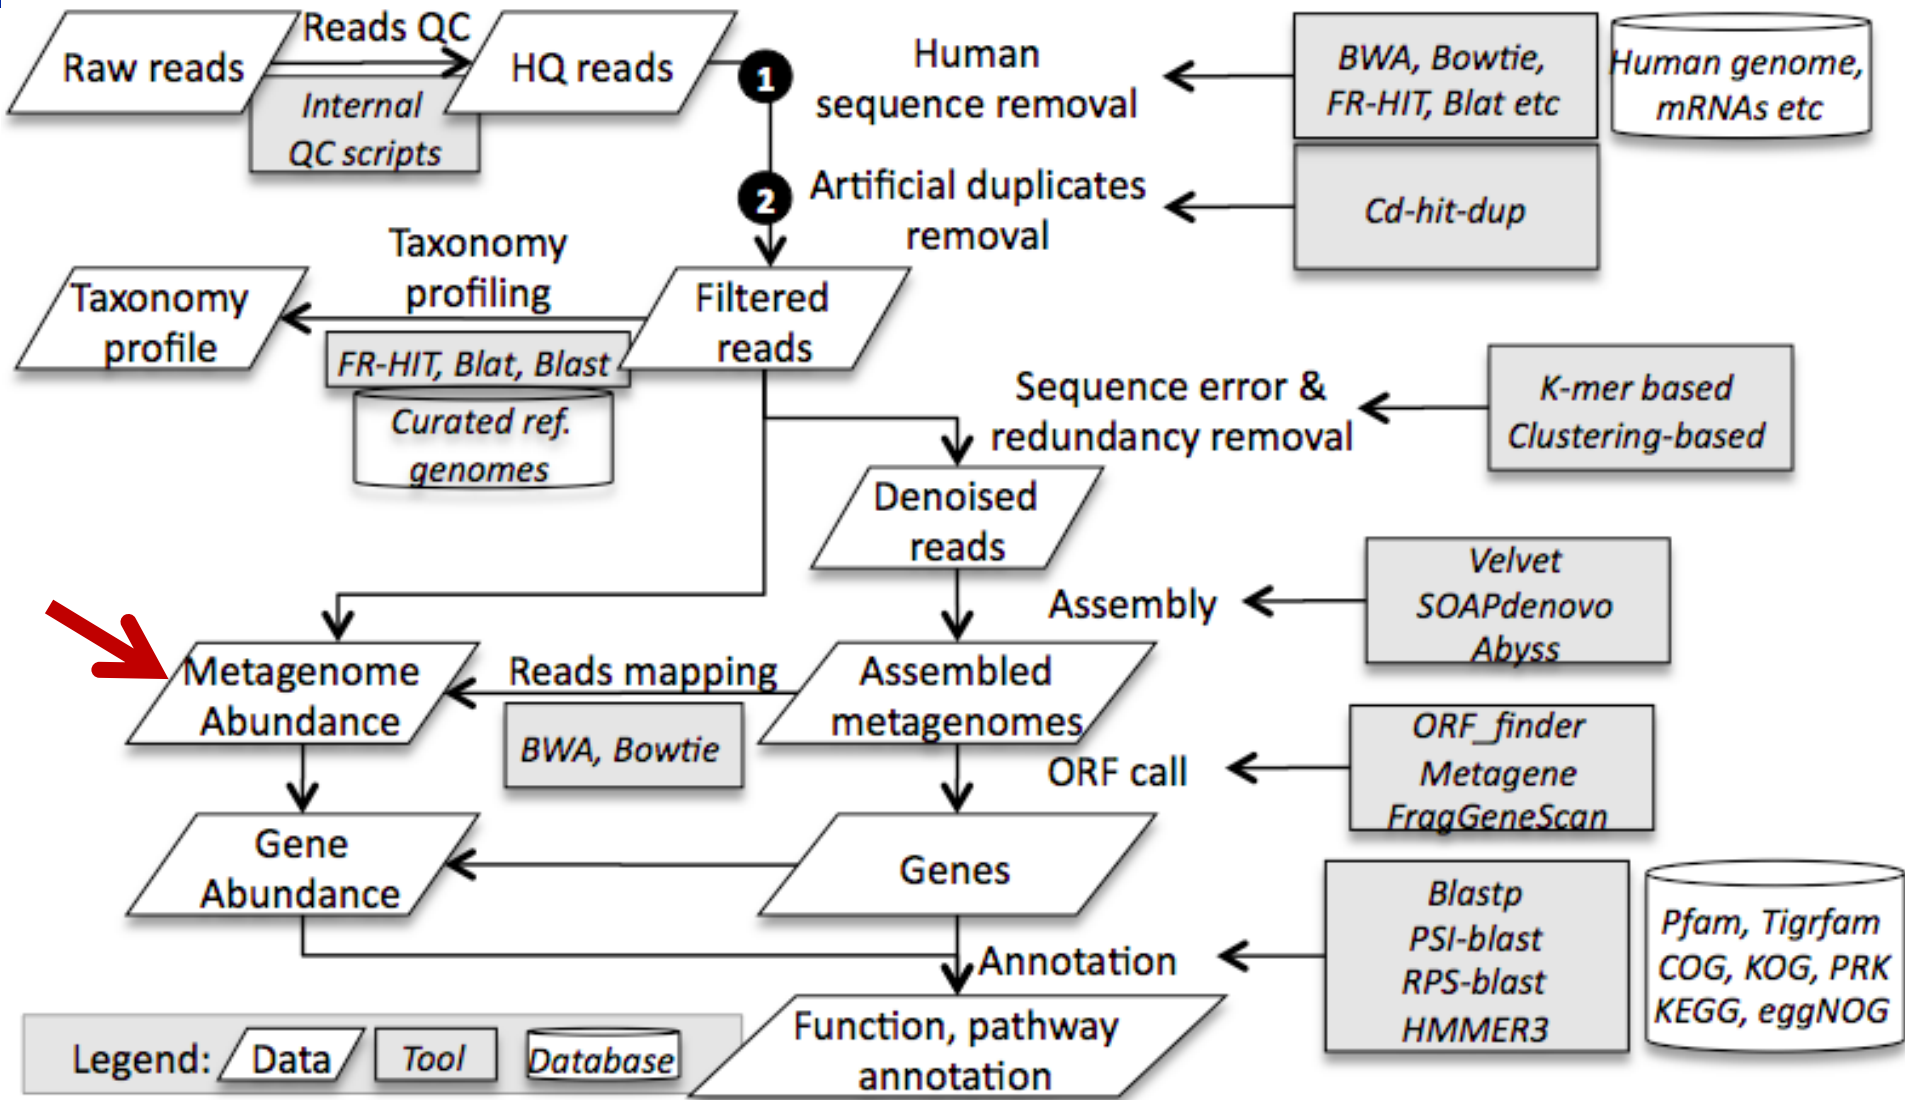 Raw reads
Reads QC
HQ reads
Internal
QC scripts
1
Human
sequence removal
BWA, Bowtie,
FR-HIT, Blat etc
Human genome,
mRNAs etc
2
Artificial duplicates
removal
Cd-hit-dup
Taxonomy
profile
Taxonomy
profiling
FR-HIT, Blat, Blast
Curated ref.
genomes
Filtered
reads
Sequence error &
redundancy removal
K-mer based
Clustering-based
Denoised
reads
Assembly
Velvet
SOAPdenovo
Abyss
Metagenome
Abundance
Reads mapping
BWA, Bowtie
Assembled
metagenomes
ORF call
ORF_finder
Metagene
FragGeneScan
Gene
Abundance
Genes
Annotation
Blastp
PSI-blast
RPS-blast
HMMER3
Pfam, Tigrfam
COG, KOG, PRK
KEGG, eggNOG
Function, pathway
annotation
Legend:
Data
Tool
Database